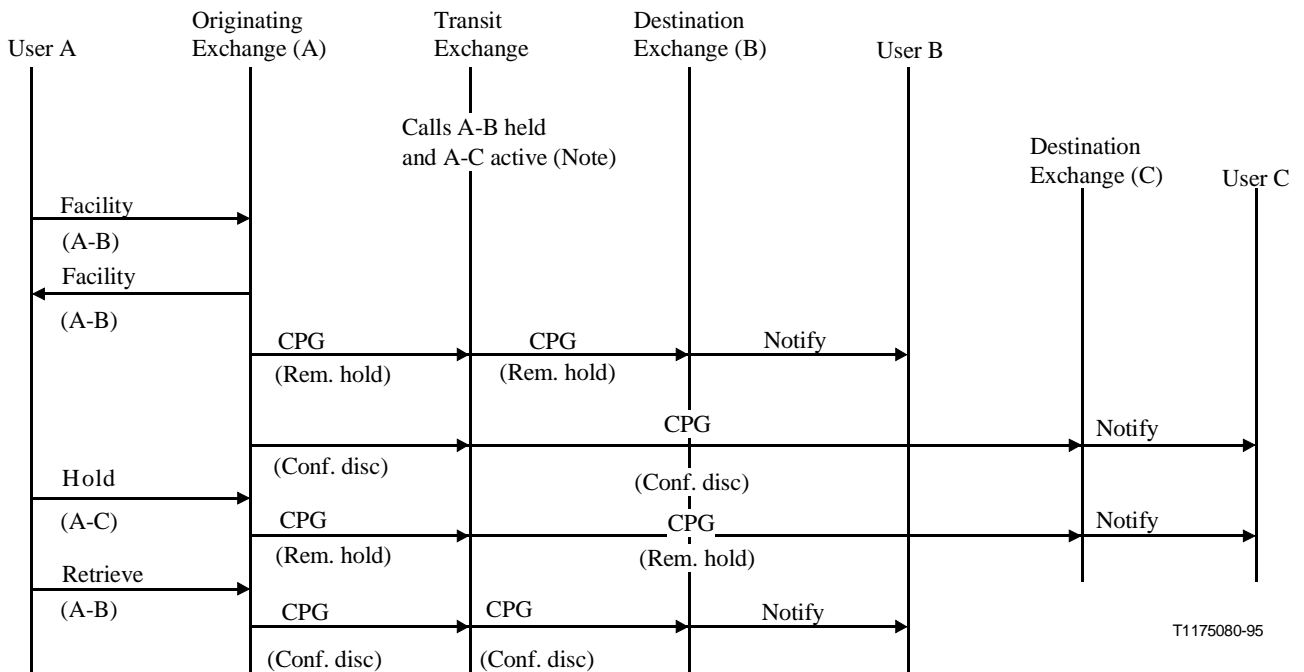 User A
Originating
Exchange (A)
Transit
Exchange
Destination
Exchange (B)
User B
Calls A-B held
and A-C active (Note)
Destination
Exchange (C)
User C
Facility
(A-B)
Facility
(A-B)
CPG
(Rem. hold)
CPG
(Rem. hold)
Notify
CPG
Notify
(Conf. disc)
(Conf. disc)
Hold
(A-C)
CPG
(Rem. hold)
CPG
(Rem. hold)
Notify
Retrieve
(A-B)
CPG
(Conf. disc)
CPG
(Conf. disc)
Notify
T1175080-95